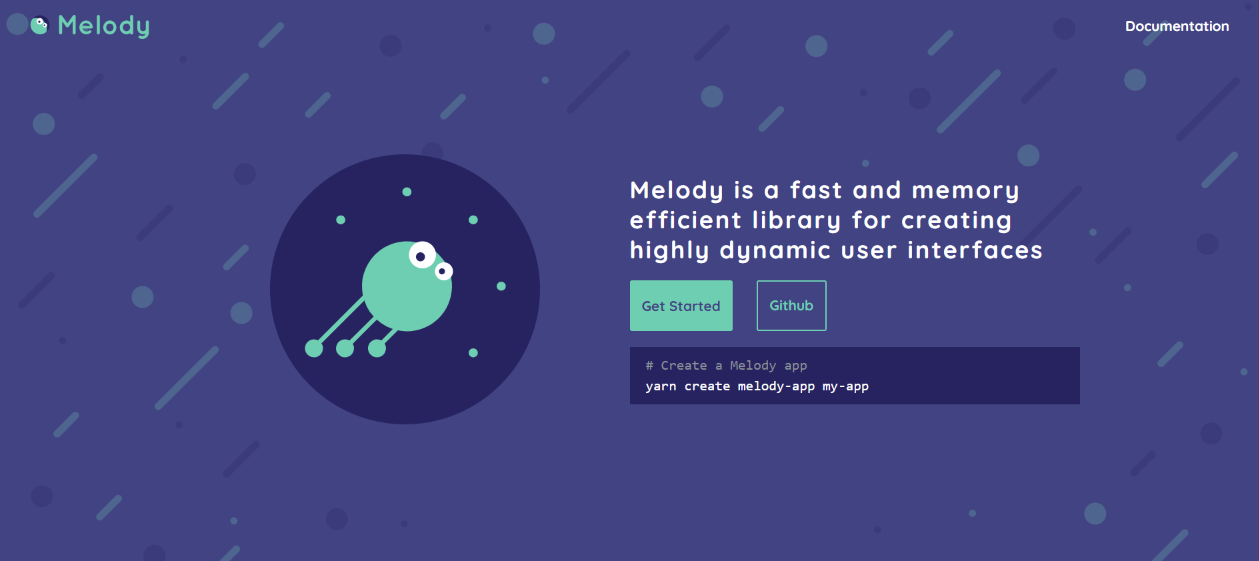 Melody
Documentation
Melody is a fast and memory
efficient library for creating
highly dynamic user interfaces
Get Started
Github
# Create a Melody app
yarn create melody-app my-app